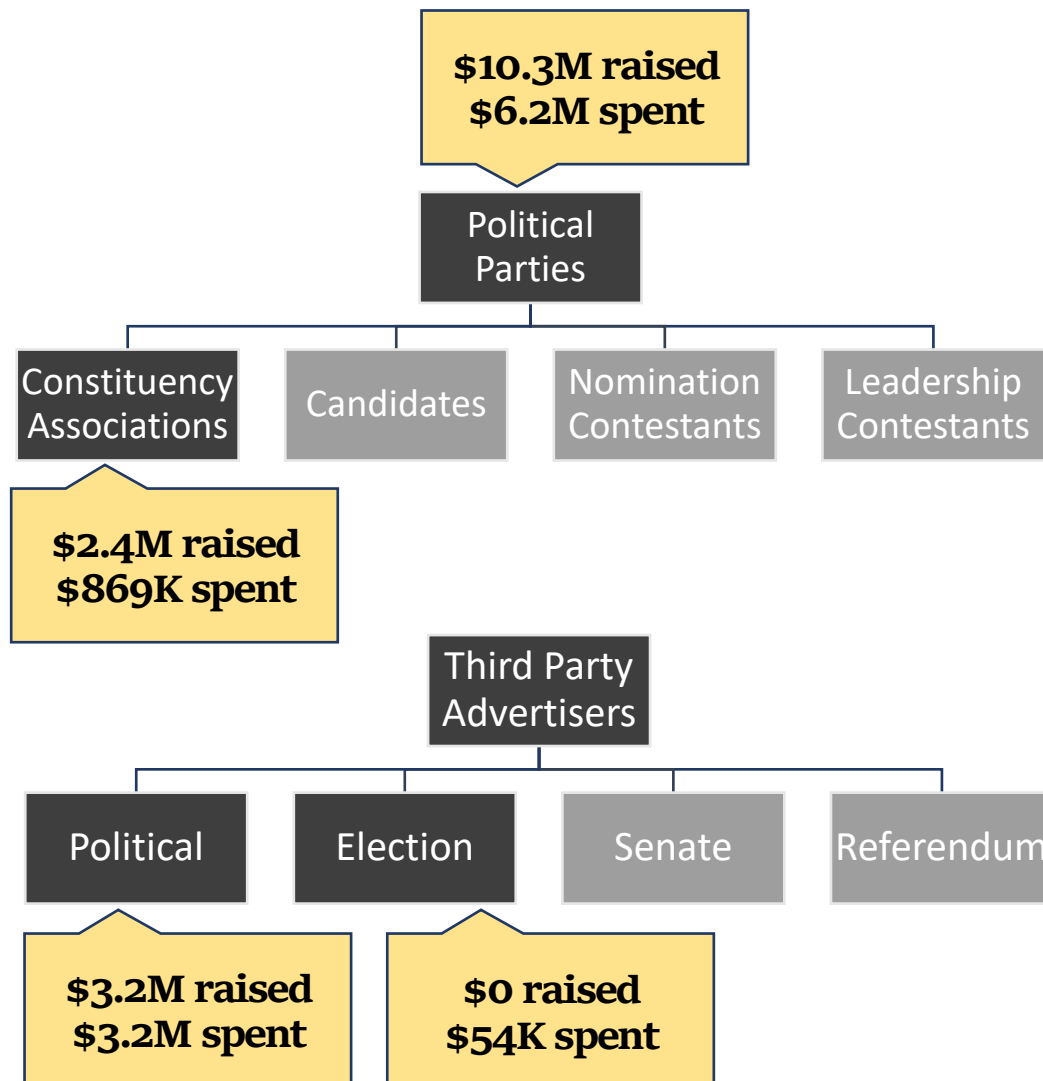 $10.3M raised
$6.2M spent
Political
Parties
Constituency
Associations
Candidates
Nomination
Contestants
Leadership
Contestants
$2.4M raised
$869K spent
Third Party
Advertisers
Political
Election
Senate
Referendum
$3.2M raised
$3.2M spent
$0 raised
$54K spent